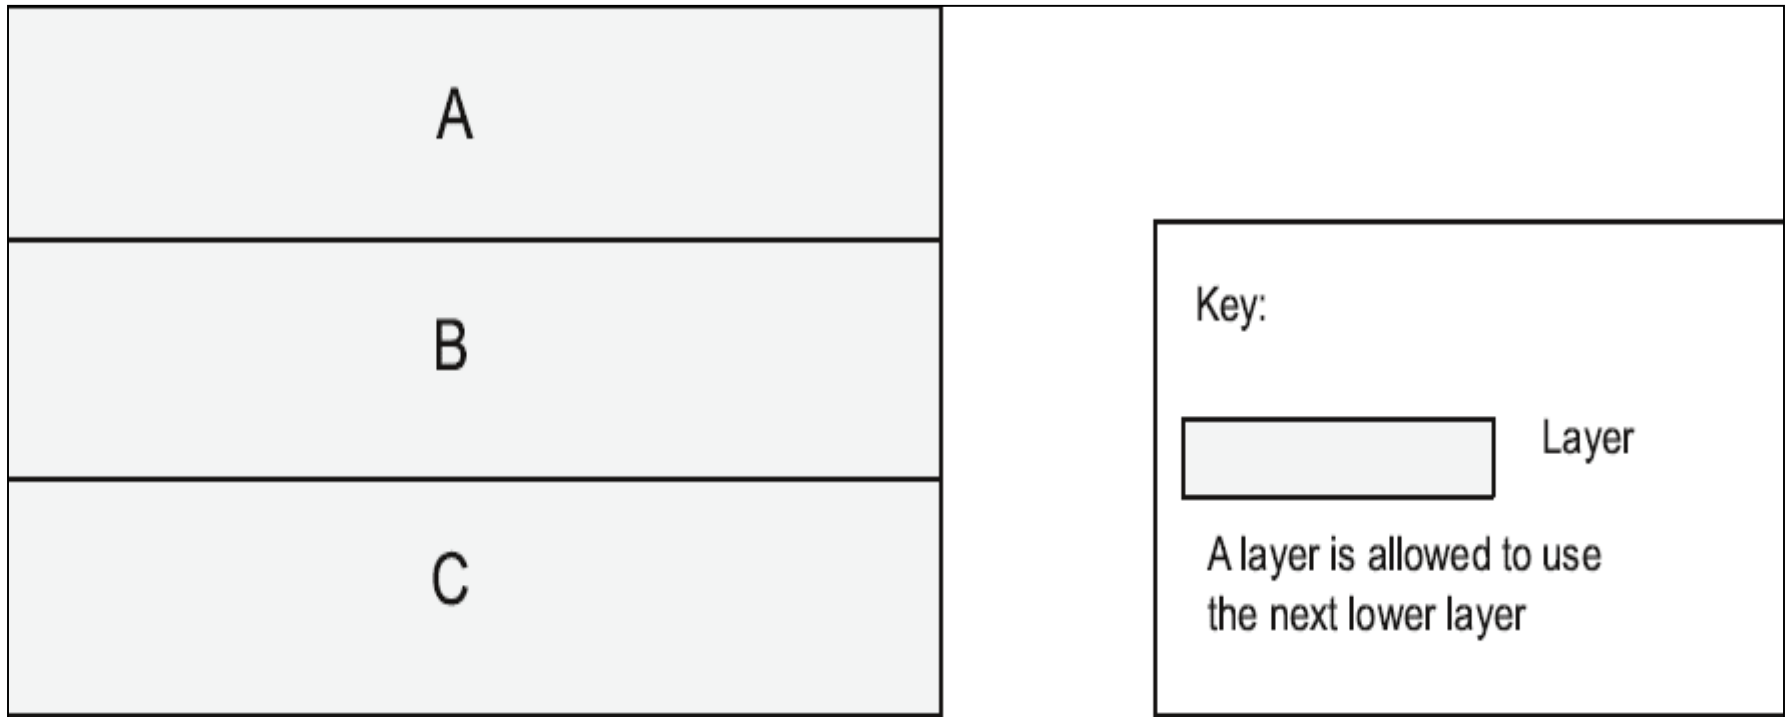 A
B
C
Key:
Layer
A layer is allowed to use
the next lower layer